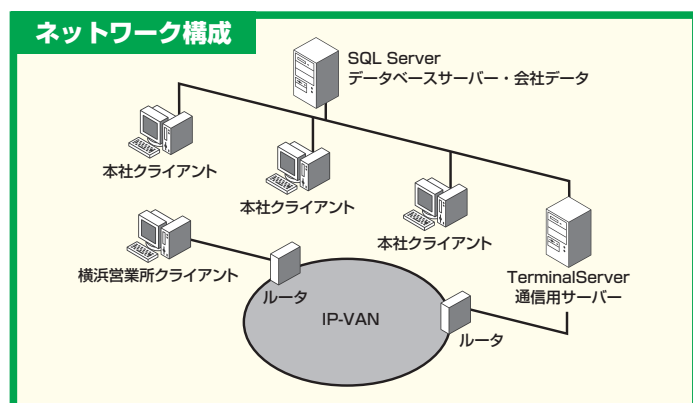 ネットワーク構成
SQL Server
データベースサーバー・会社データ
本社クライアント
本社クライアント
本社クライアント
横浜営業所クライアント
ルータ
TerminalServer
通信用サーバー
IP-VAN
ルータ